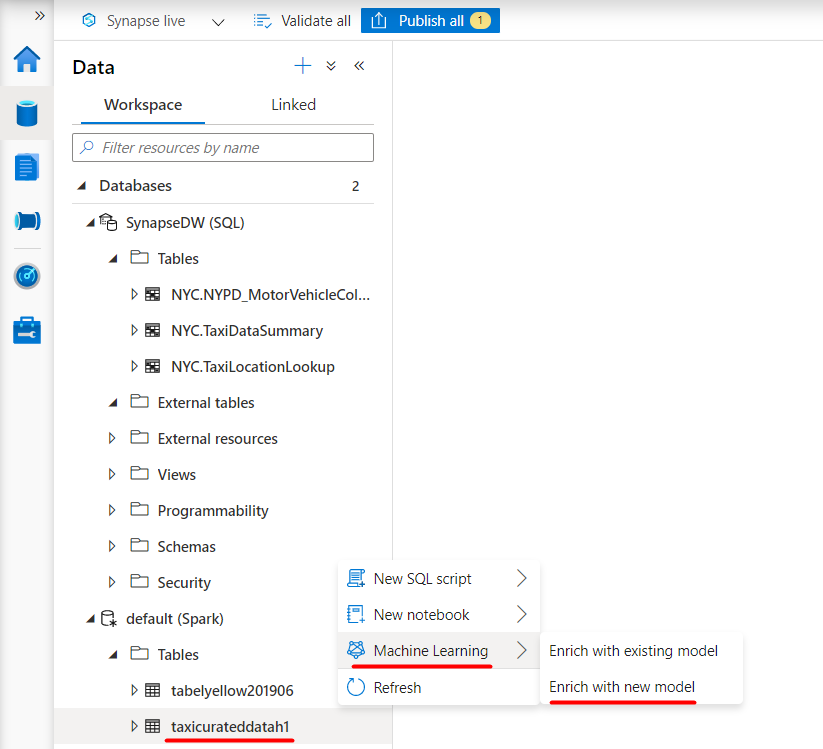 Synapse live
Validate all
Publish all 1
Data
Workspace
Linked
Filter resources by name
Databases 2
SynapseDW (SQL)
Tables
NYC.NYPD_MotorVehicleCol...
NYC.TaxiDataSummary
NYC.TaxiLocationLookup
External tables
External resources
Views
Programmability
Schemas
Security
default (Spark)
Tables
tabelyellow201906
taxicurateddatah1
New SQL script
New notebook
Machine Learning
Refresh
Enrich with existing model
Enrich with new model